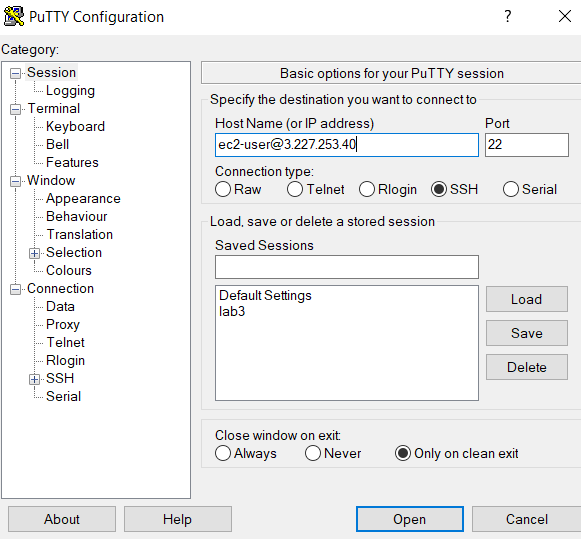 PuTTY Configuration
?
Category:
Session
Logging
Terminal
Keyboard
Bell
Features
Window
Appearance
Behaviour
Translation
Selection
Colours
Connection
Data
Proxy
Telnet
Rlogin
SSH
Serial
Basic options for your PuTTY session
Specify the destination you want to connect to
Host Name (or IP address) Port
ec2-user@3.227.253.40 22
Connection type:
Raw Telnet Rlogin SSH Serial
Load, save or delete a stored session
Saved Sessions
Default Settings
lab3
Load
Save
Delete
Close window on exit:
Always Never Only on clean exit
About Help Open Cancel